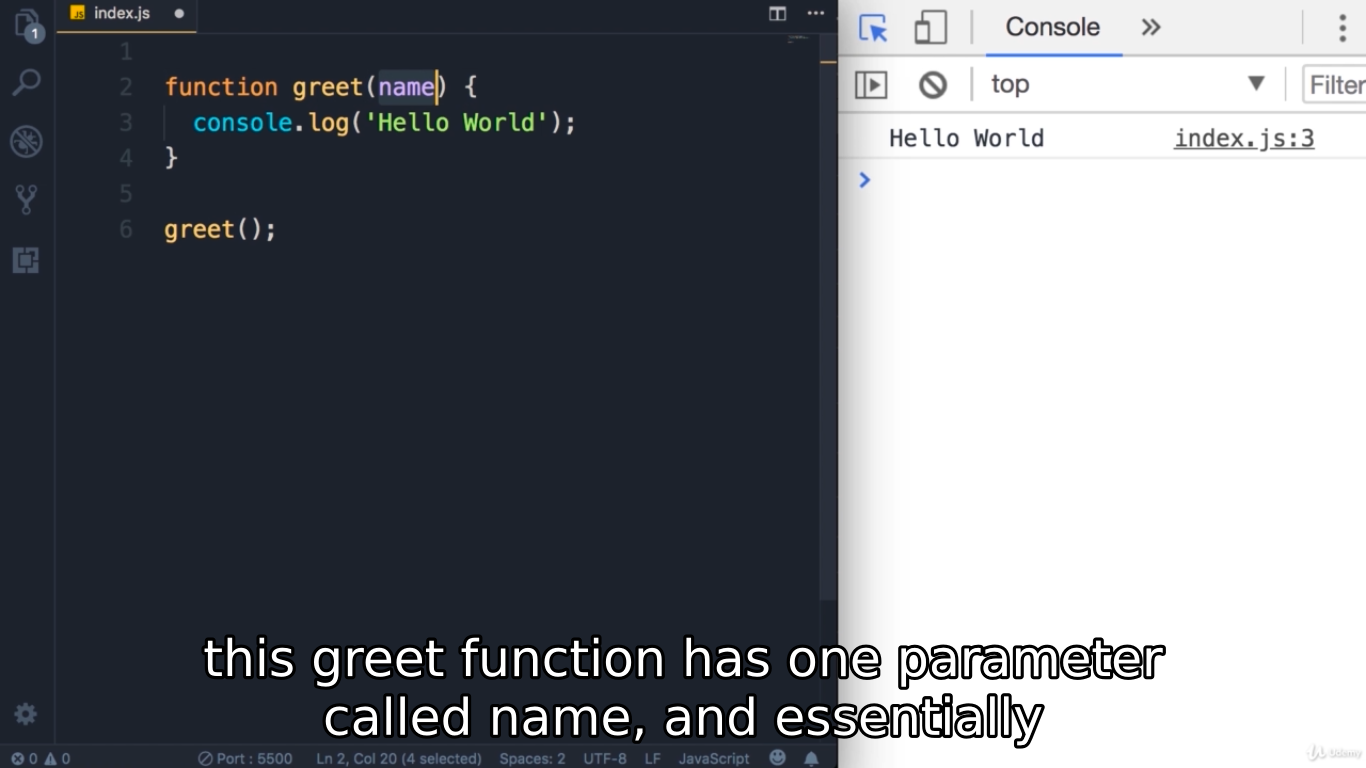 JS index.js ●
1
1
2 function greet(name) {
3 console.log('Hello World');
4 }
5
6 greet();
Console »
top ▼ Filter
Hello World index.js:3
>
this greet function has one parameter
called name, and essentially
0 0 Port : 5500 Ln 2, Col 20 (4 selected) Spaces: 2 UTF-8 LF JavaScript
Udemy